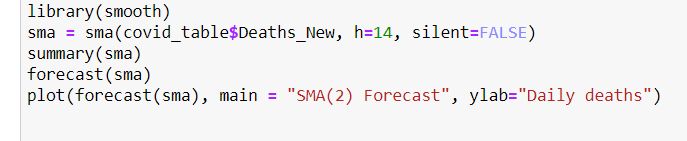 library(smooth)
sma = sma(covid_table$Deaths_New, h=14, silent=FALSE)
summary(sma)
forecast(sma)
plot(forecast(sma), main = "SMA(2) Forecast", ylab="Daily deaths")